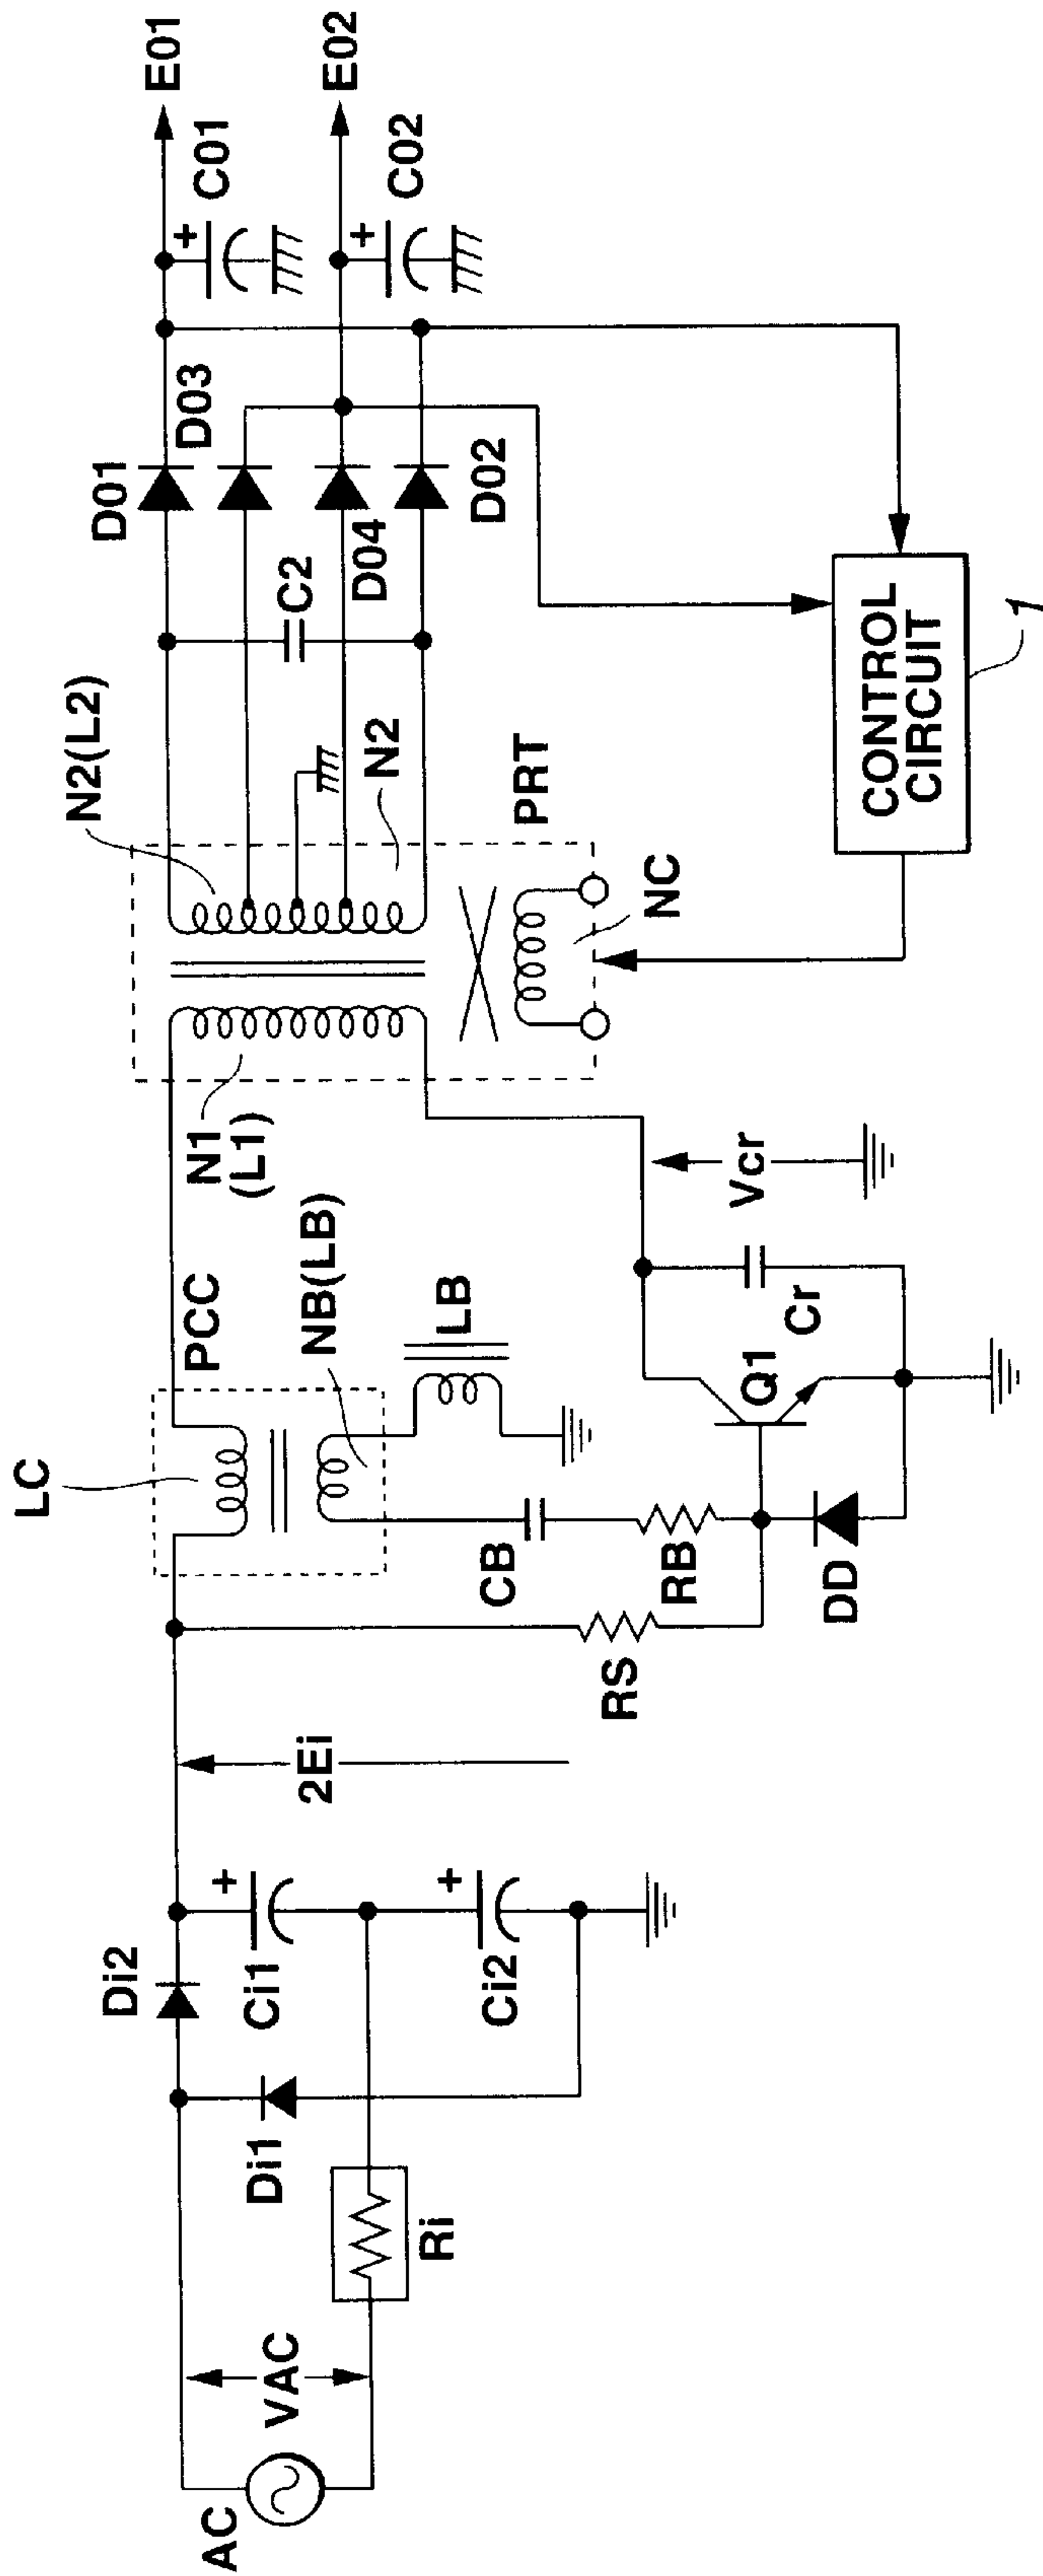 AC
VAC
Ri
Di1
Di2
Ci1
Ci2
2Ei
RS
LC
PCC
NB(LB)
LB
CB
RB
DD
Q1
Cr
Vcr
N1
(L1)
N2(L2)
N2
PRT
NC
C2
D01
D03
D04
D02
C01
C02
E01
E02
CONTROL
CIRCUIT
1